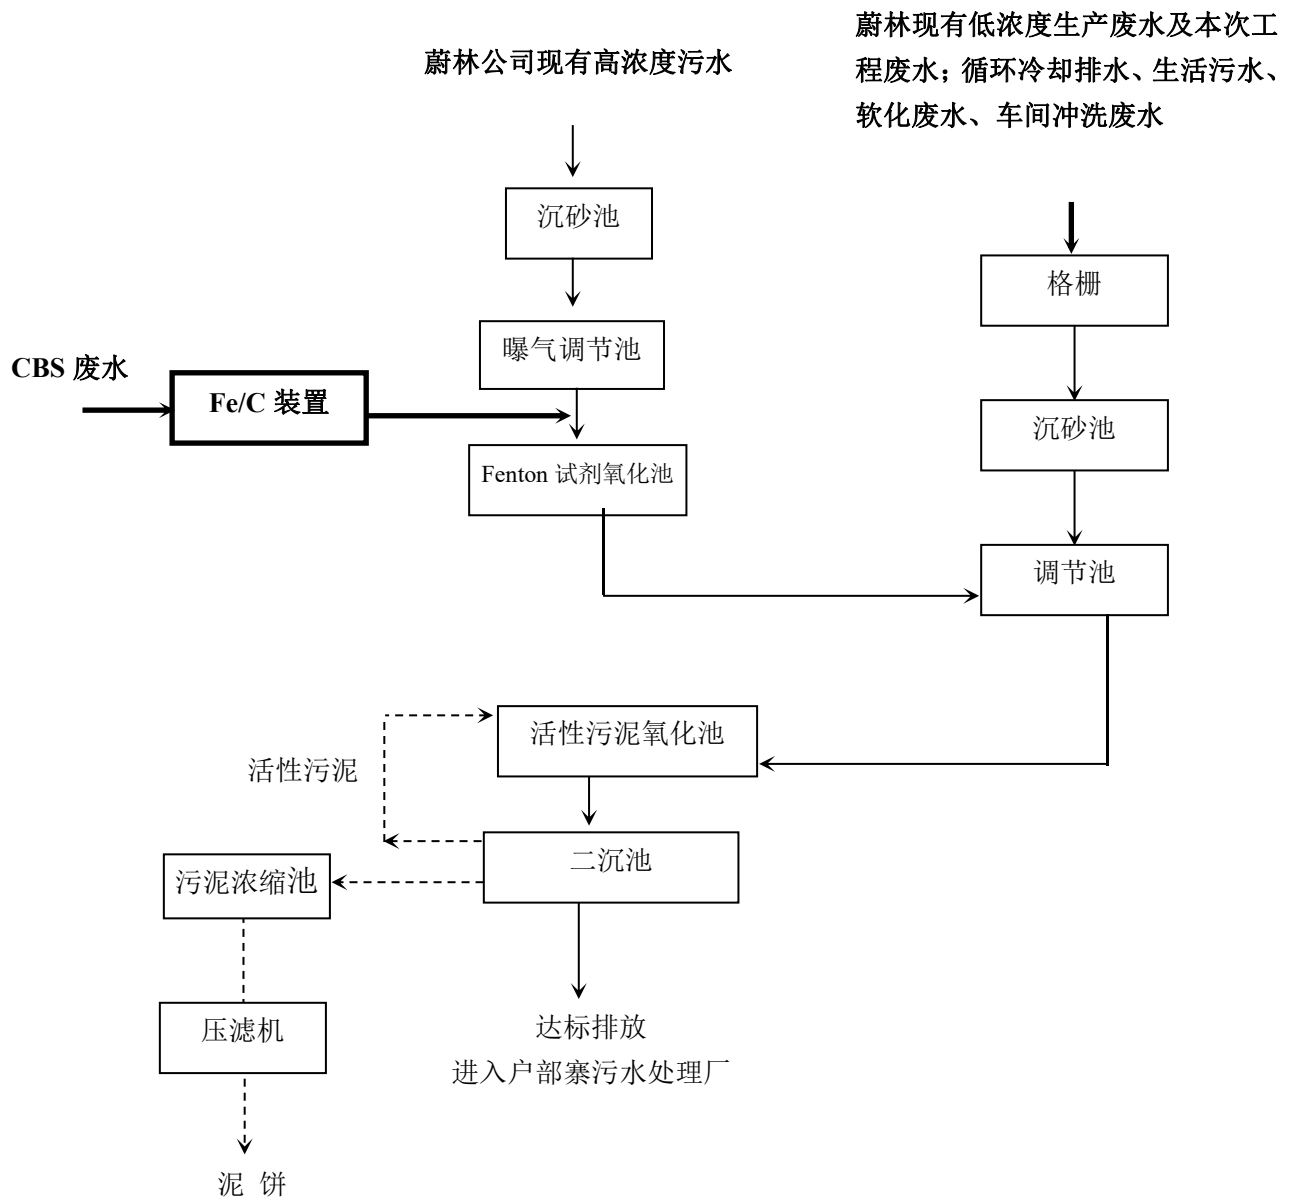 蔚林现有低浓度生产废水及本次工
程废水；循环冷却排水、生活污水、
软化废水、车间冲洗废水
蔚林公司现有高浓度污水
沉砂池
格栅
曝气调节池
CBS 废水
Fe/C 装置
沉砂池
Fenton 试剂氧化池
调节池
活性污泥氧化池
活性污泥
二沉池
污泥浓缩池
压滤机
达标排放
进入户部寨污水处理厂
泥 饼